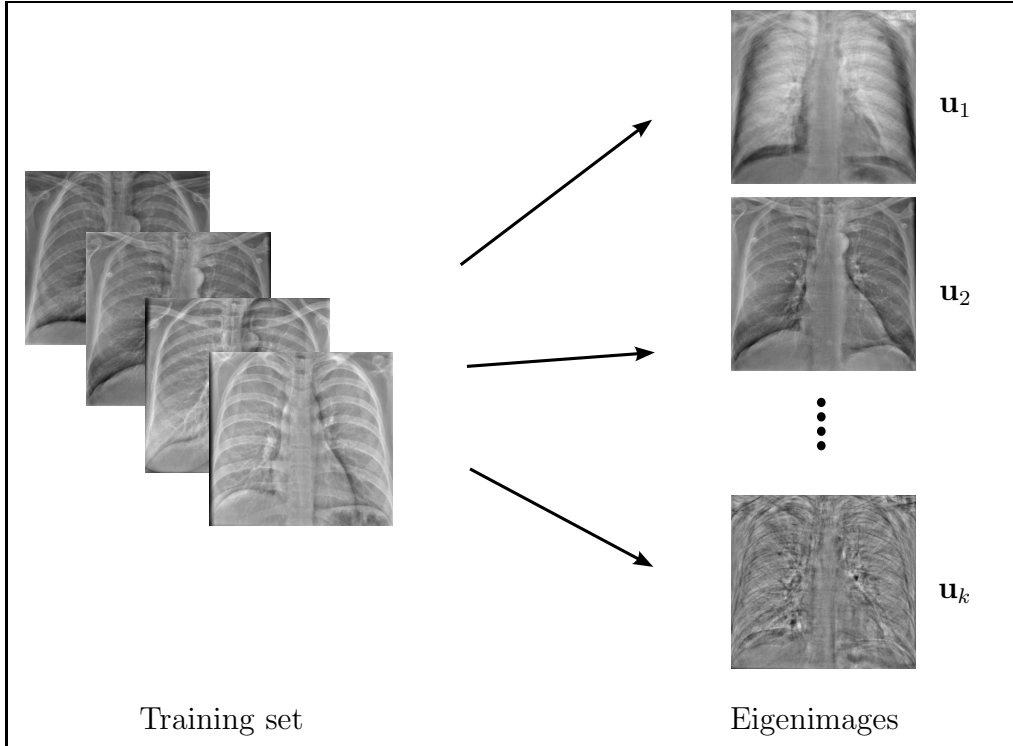 u₁
u₂
uₖ
Training set
Eigenimages